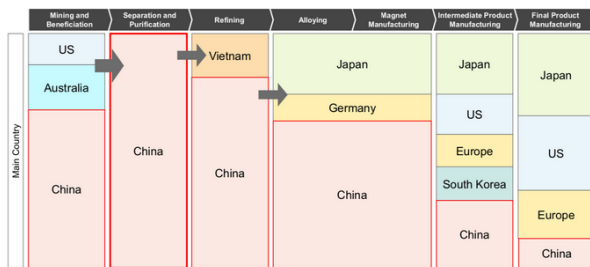 Mining and
Beneficiation
Separation and
Purification
Refining
Alloying
Magnet
Manufacturing
Intermediate Product
Manufacturing
Final Product
Manufacturing
Main Country
US
Australia
China
China
Vietnam
China
Japan
Germany
China
Japan
US
Europe
South Korea
China
Japan
US
Europe
China